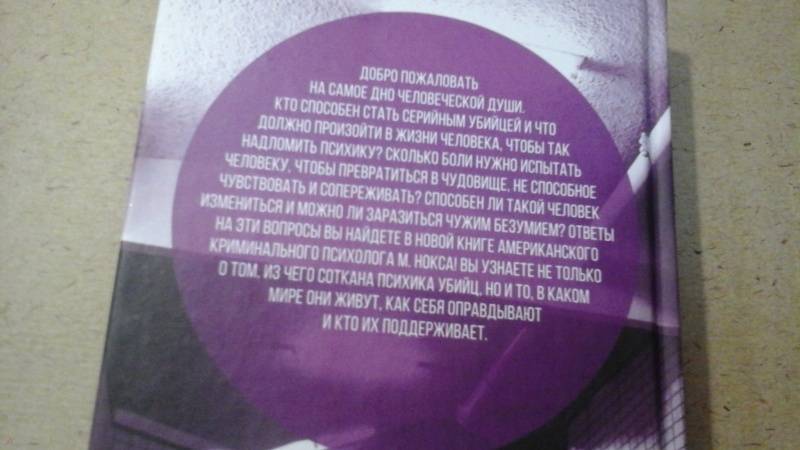 ДОБРО ПОЖАЛОВАТЬ
НА САМОЕ ДНО ЧЕЛОВЕЧЕСКОЙ ДУШИ.
КТО СПОСОБЕН СТАТЬ СЕРИЙНЫМ УБИЙЦЕЙ И ЧТО
ДОЛЖНО ПРОИЗОЙТИ В ЖИЗНИ ЧЕЛОВЕКА, ЧТОБЫ ТАК
НАДЛОМИТЬ ПСИХИКУ? СКОЛЬКО БОЛИ НУЖНО ИСПЫТАТЬ
ЧЕЛОВЕКУ, ЧТОБЫ ПРЕВРАТИТЬСЯ В ЧУДОВИЩЕ, НЕ СПОСОБНОЕ
ЧУВСТВОВАТЬ И СОПЕРЕЖИВАТЬ? СПОСОБЕН ЛИ ТАКОЙ ЧЕЛОВЕК
ИЗМЕНИТЬСЯ И МОЖНО ЛИ ЗАРАЗИТЬСЯ ЧУЖИМ БЕЗУМИЕМ? ОТВЕТЫ
НА ЭТИ ВОПРОСЫ ВЫ НАЙДЕТЕ В НОВОЙ КНИГЕ АМЕРИКАНСКОГО
КРИМИНАЛЬНОГО ПСИХОЛОГА М. НОКСА! ВЫ УЗНАЕТЕ НЕ ТОЛЬКО
О ТОМ, ИЗ ЧЕГО СОТКАНА ПСИХИКА УБИЙЦ, НО И ТО, В КАКОМ
МИРЕ ОНИ ЖИВУТ, КАК СЕБЯ ОПРАВДЫВАЮТ
И КТО ИХ ПОДДЕРЖИВАЕТ.